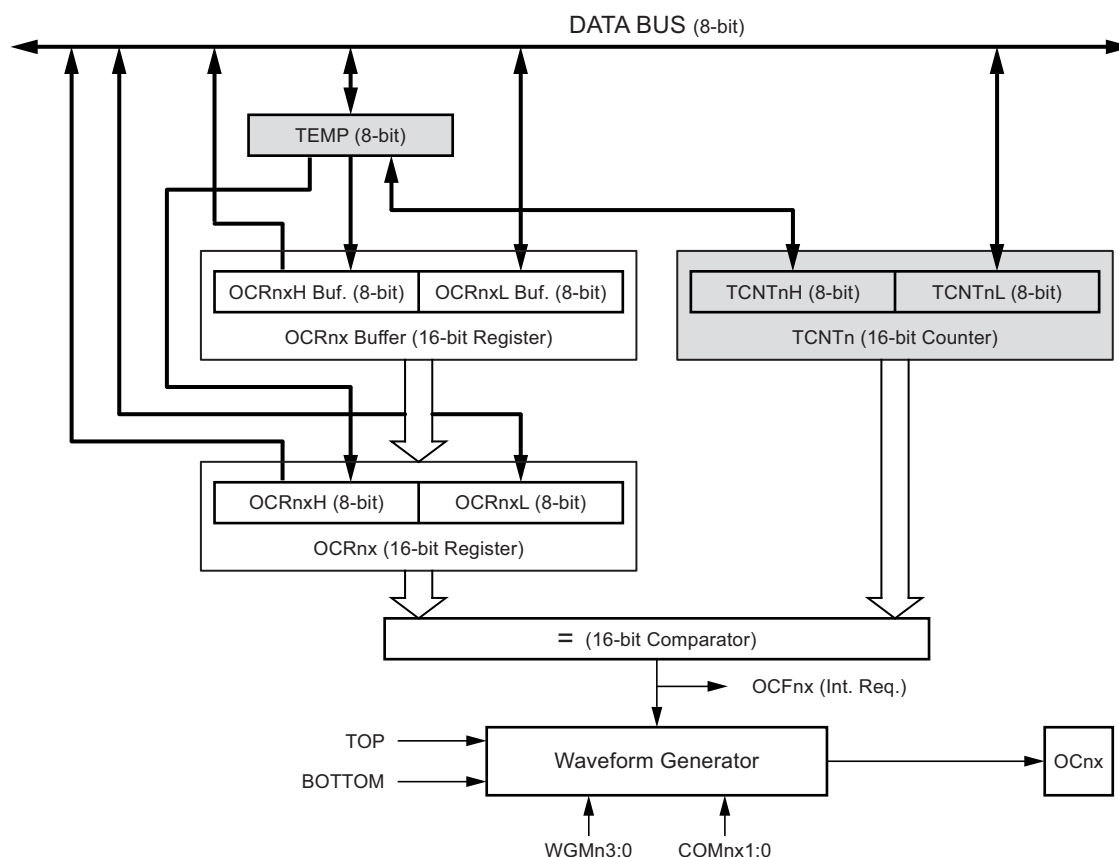 DATA BUS (8-bit)
TEMP (8-bit)
OCRnxH Buf. (8-bit)
OCRnxL Buf. (8-bit)
OCRnx Buffer (16-bit Register)
TCNTnH (8-bit)
TCNTnL (8-bit)
TCNTn (16-bit Counter)
OCRnxH (8-bit)
OCRnxL (8-bit)
OCRnx (16-bit Register)
= (16-bit Comparator)
OCFnx (Int. Req.)
TOP
BOTTOM
Waveform Generator
OCnx
WGMn3:0
COMnx1:0